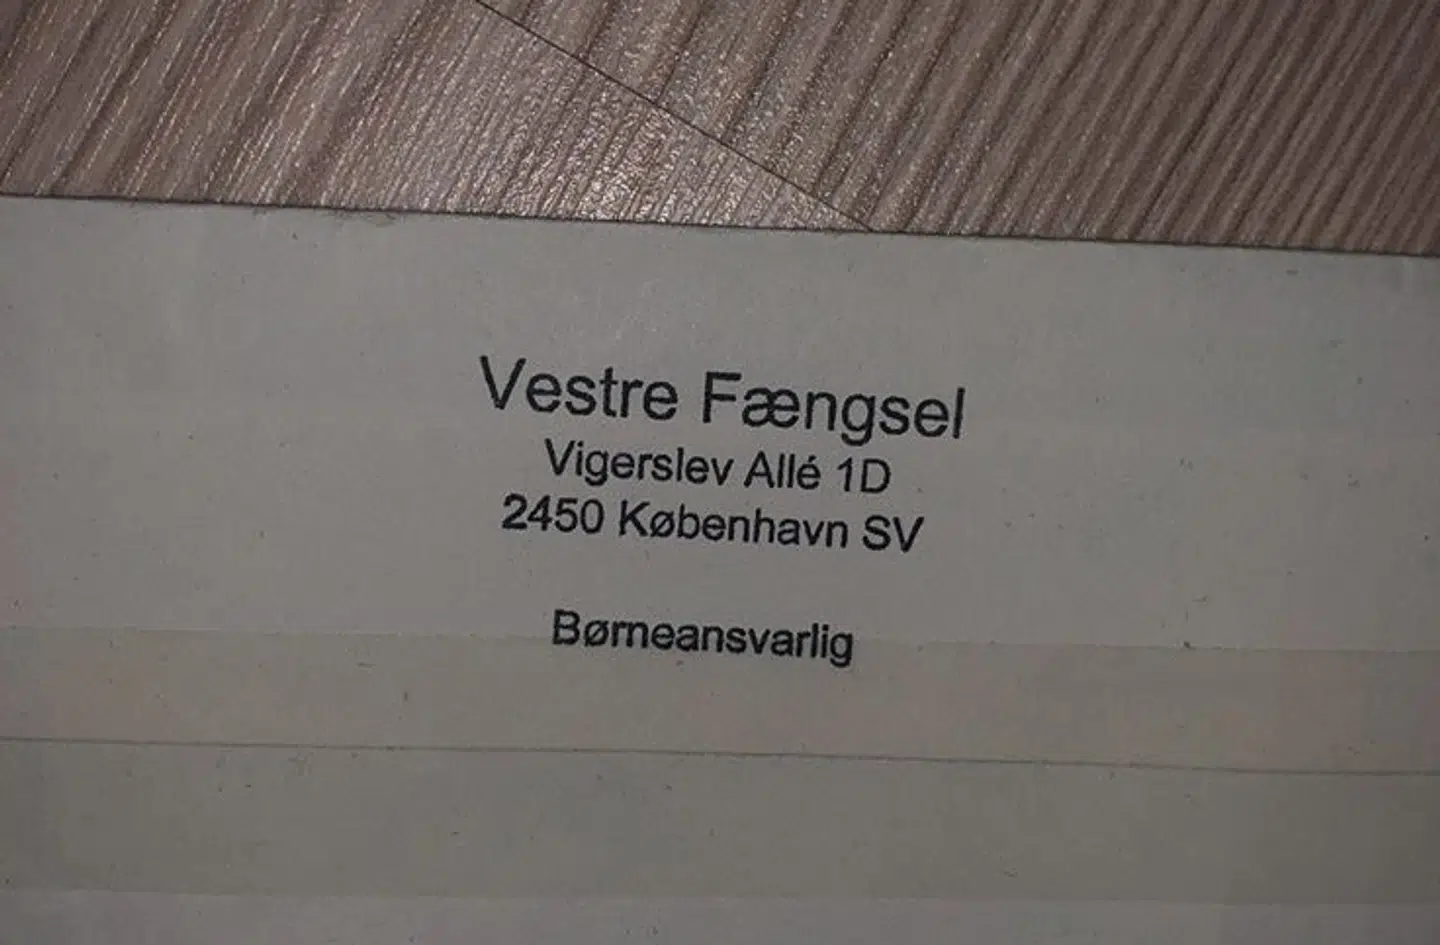 Vestre Fængsel
Vigerslev Allé 1D
2450 København SV
Børneansvarlig